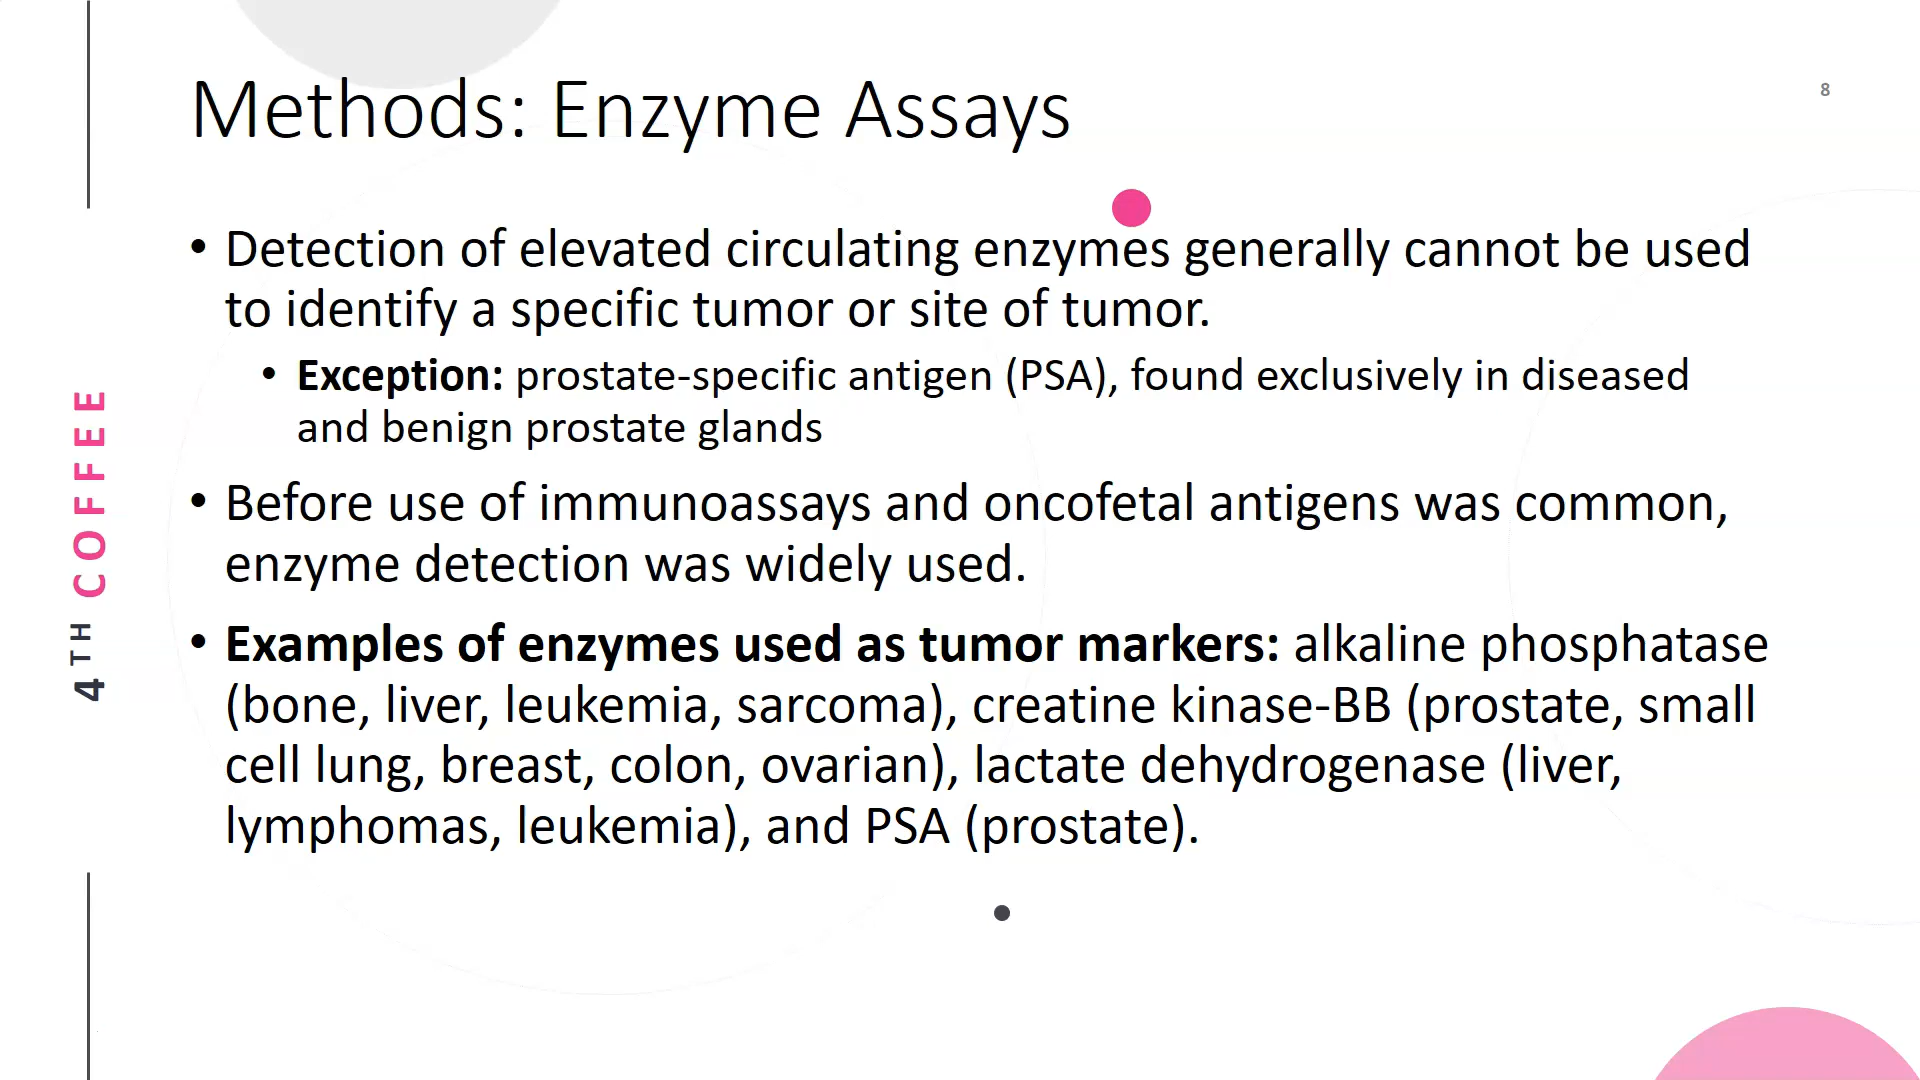 Methods: Enzyme Assays
8
• Detection of elevated circulating enzymes generally cannot be used
to identify a specific tumor or site of tumor.
• Exception: prostate-specific antigen (PSA), found exclusively in diseased
and benign prostate glands
• Before use of immunoassays and oncofetal antigens was common,
enzyme detection was widely used.
• Examples of enzymes used as tumor markers: alkaline phosphatase
(bone, liver, leukemia, sarcoma), creatine kinase-BB (prostate, small
cell lung, breast, colon, ovarian), lactate dehydrogenase (liver,
lymphomas, leukemia), and PSA (prostate).
4TH COFFEE